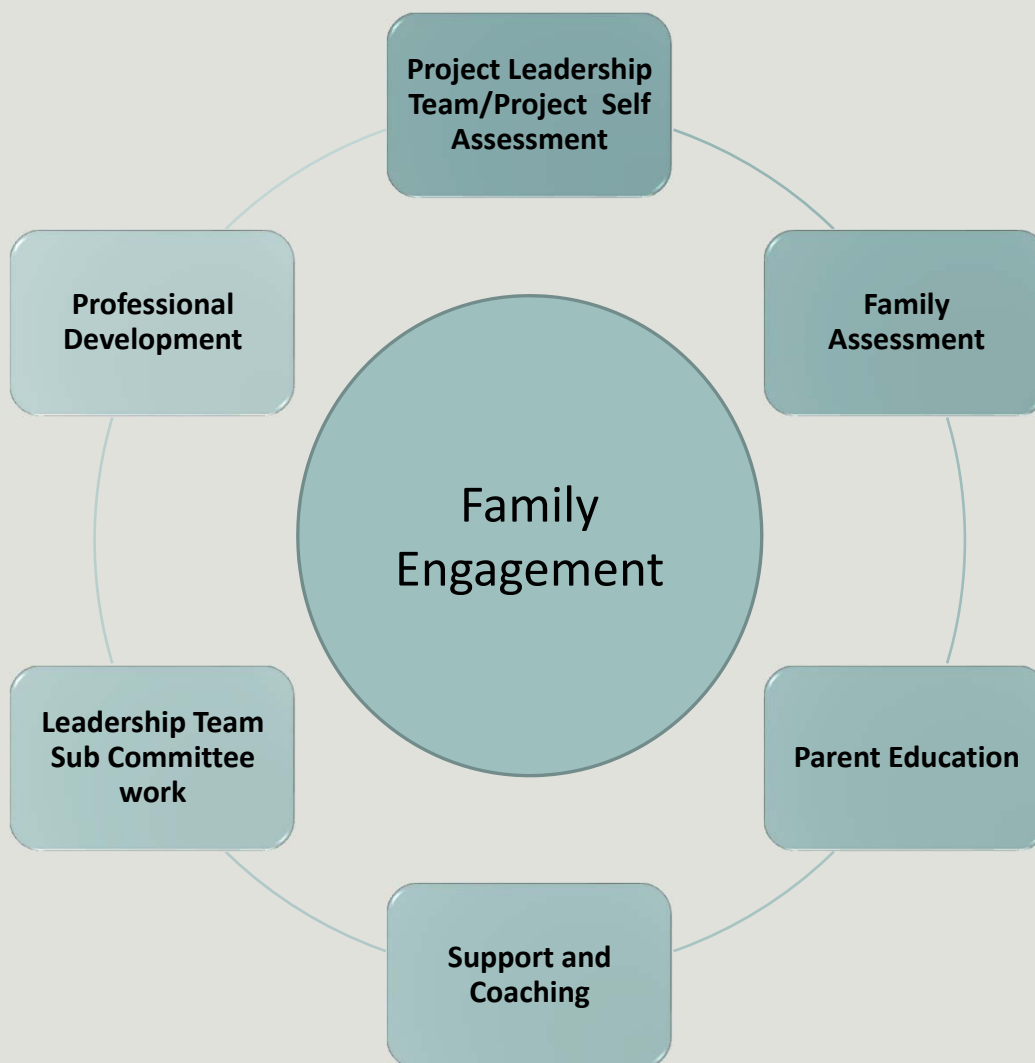 Project Leadership
Team/Project Self
Assessment
Family
Assessment
Parent Education
Support and
Coaching
Leadership Team
Sub Committee
work
Professional
Development
Family
Engagement